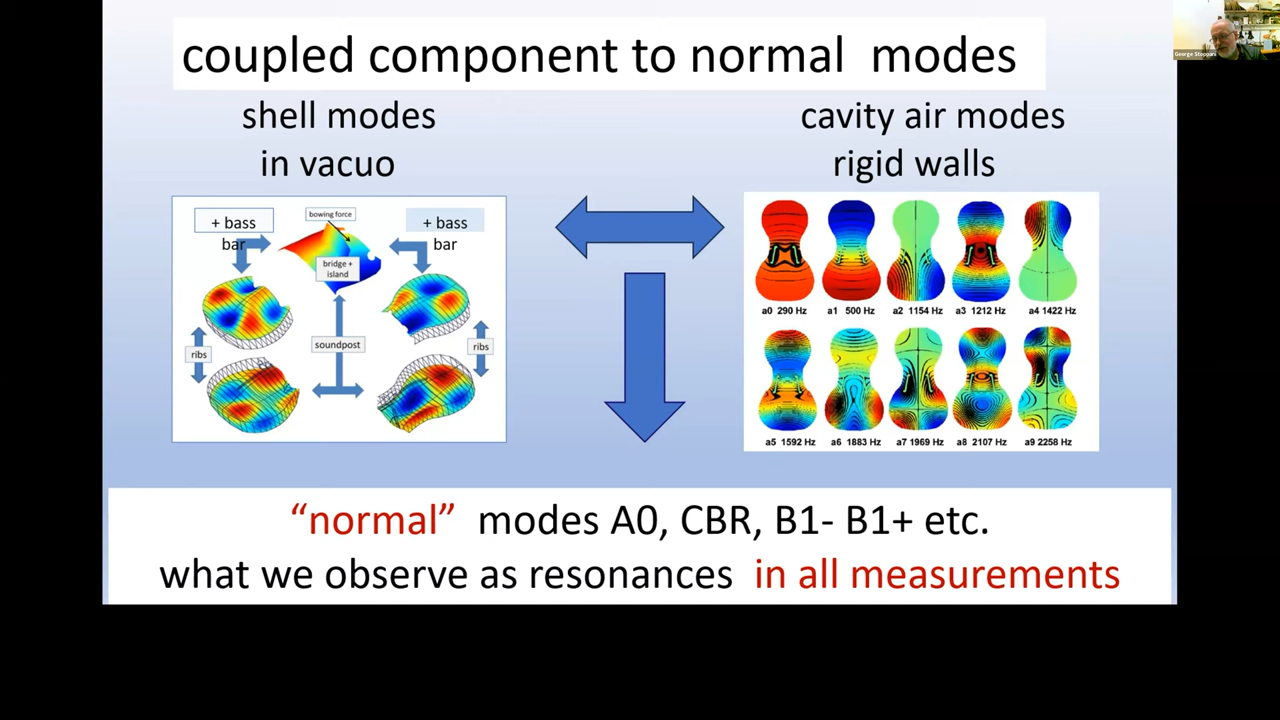 coupled component to normal modes
shell modes
in vacuo
cavity air modes
rigid walls
+ bass
bar
bowing force
+ bass
bar
bridge +
island
ribs
soundpost
ribs
a0 290 Hz
a1 500 Hz
a2 1154 Hz
a3 1212 Hz
a4 1422 Hz
a5 1592 Hz
a6 1883 Hz
a7 1969 Hz
a8 2107 Hz
a9 2258 Hz
“normal” modes A0, CBR, B1- B1+ etc.
what we observe as resonances in all measurements
George Stoppani